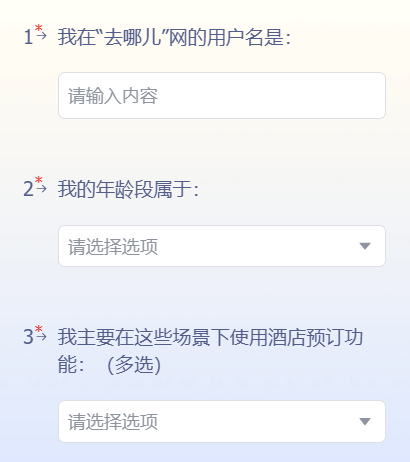 1*→ 我在“去哪儿”网的用户名是：
请输入内容
2*→ 我的年龄段属于：
请选择选项
3*→ 我主要在这些场景下使用酒店预订功
能：（多选）
请选择选项